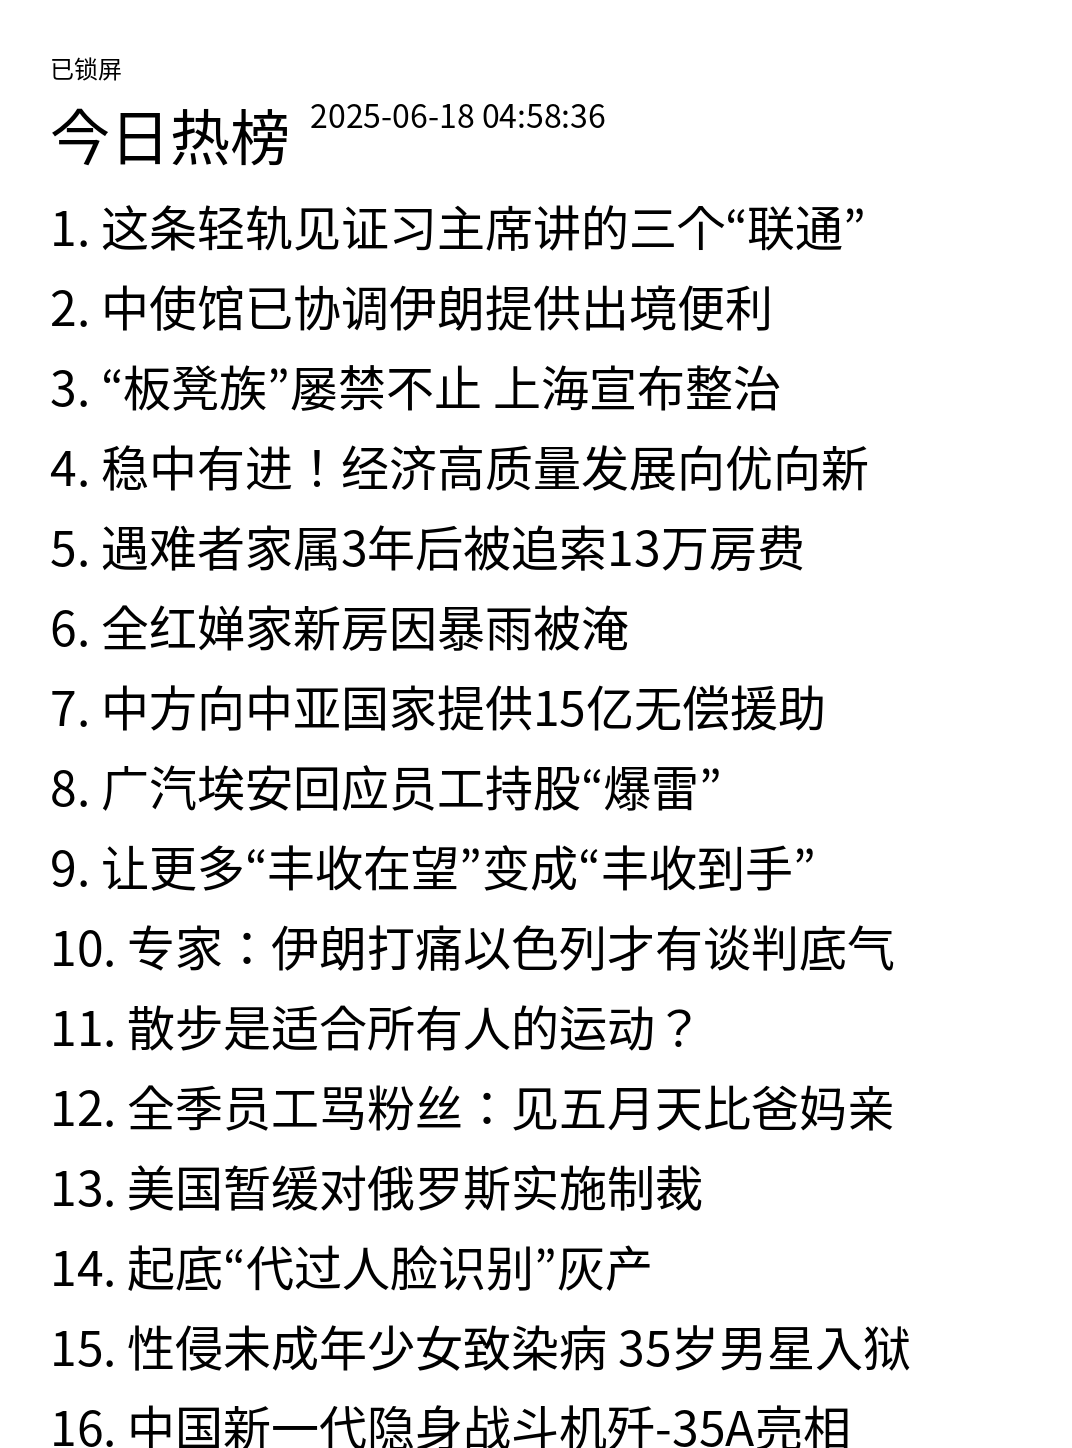 已锁屏
今日热榜 2025-06-18 04:58:36
1. 这条轻轨见证习主席讲的三个“联通”
2. 中使馆已协调伊朗提供出境便利
3. “板凳族”屡禁不止 上海宣布整治
4. 稳中有进！经济高质量发展向优向新
5. 遇难者家属3年后被追索13万房费
6. 全红婵家新房因暴雨被淹
7. 中方向中亚国家提供15亿无偿援助
8. 广汽埃安回应员工持股“爆雷”
9. 让更多“丰收在望”变成“丰收到手”
10. 专家：伊朗打痛以色列才有谈判底气
11. 散步是适合所有人的运动？
12. 全季员工骂粉丝：见五月天比爸妈亲
13. 美国暂缓对俄罗斯实施制裁
14. 起底“代过人脸识别”灰产
15. 性侵未成年少女致染病 35岁男星入狱
16. 中国新一代隐身战斗机歼-35A亮相